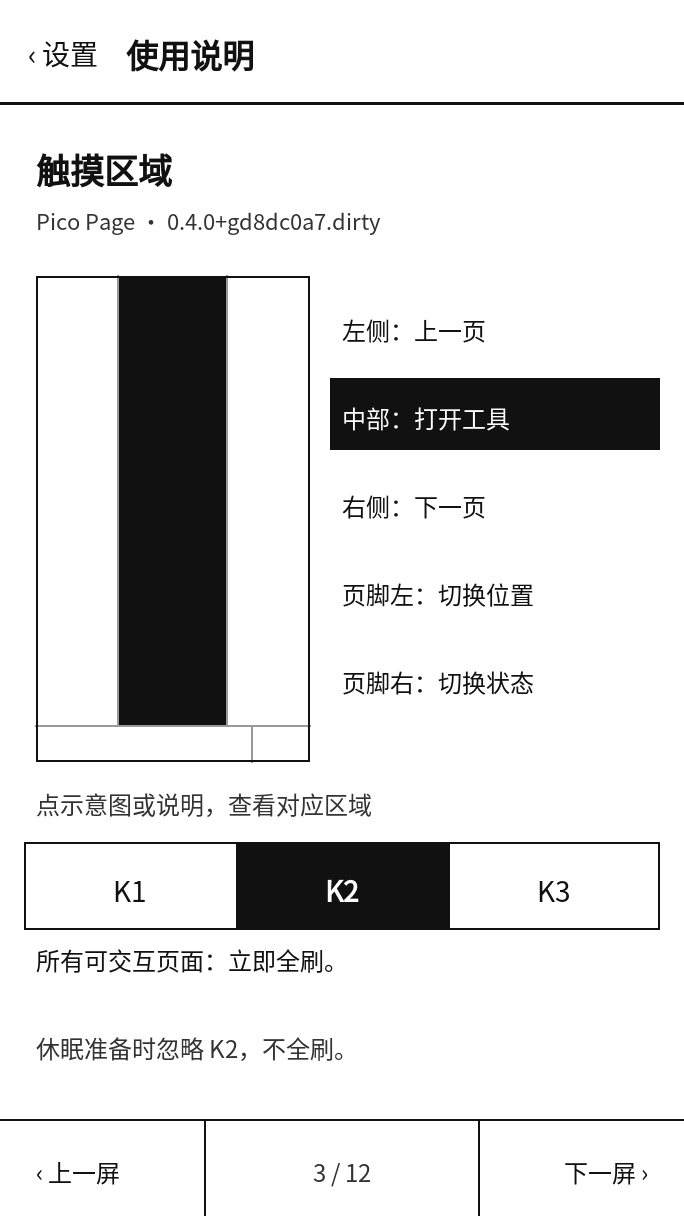 ‹ 设置 使用说明
触摸区域
Pico Page · 0.4.0+gd8dc0a7.dirty
左侧：上一页
中部：打开工具
右侧：下一页
页脚左：切换位置
页脚右：切换状态
点示意图或说明，查看对应区域
K1 K2 K3
所有可交互页面：立即全刷。
休眠准备时忽略 K2，不全刷。
‹ 上一屏 3 / 12 下一屏 ›